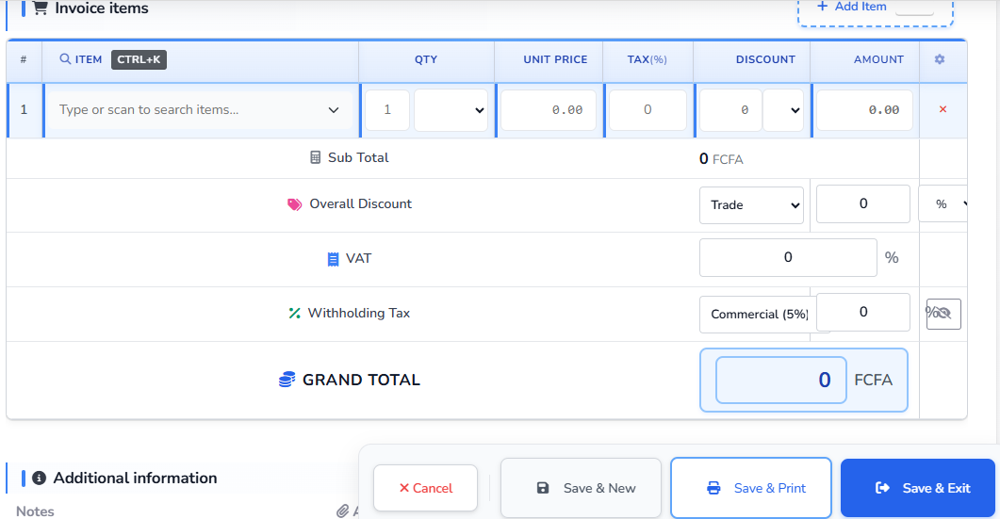 Invoice items
+ Add Item
# ITEM CTRL+K QTY UNIT PRICE TAX(%) DISCOUNT AMOUNT
1 Type or scan to search items... 1 0.00 0 0 0.00 ×
Sub Total 0 FCFA
Overall Discount Trade 0 %
VAT 0 %
Withholding Tax Commercial (5%) 0 %
GRAND TOTAL 0 FCFA
Additional information
Cancel Save & New Save & Print Save & Exit
Notes